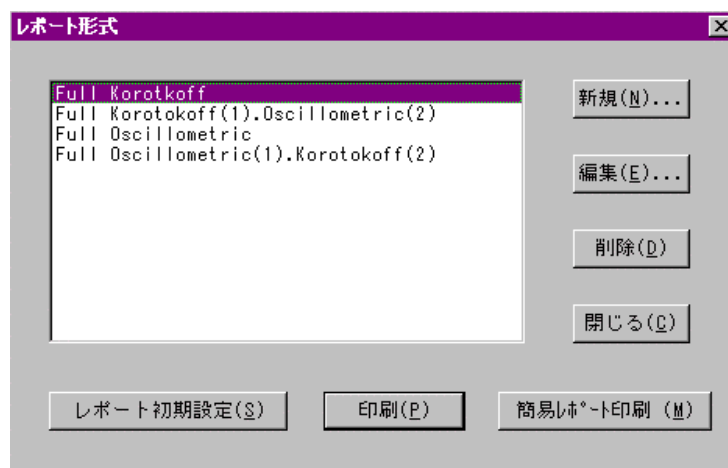 レポート形式
Full Korotkoff
Full Korotokoff(1).Oscillometric(2)
Full Oscillometric
Full Oscillometric(1).Korotokoff(2)
新規(N)...
編集(E)...
削除(D)
閉じる(C)
レポート初期設定(S)
印刷(P)
簡易ﾚﾎﾟｰﾄ印刷 (M)